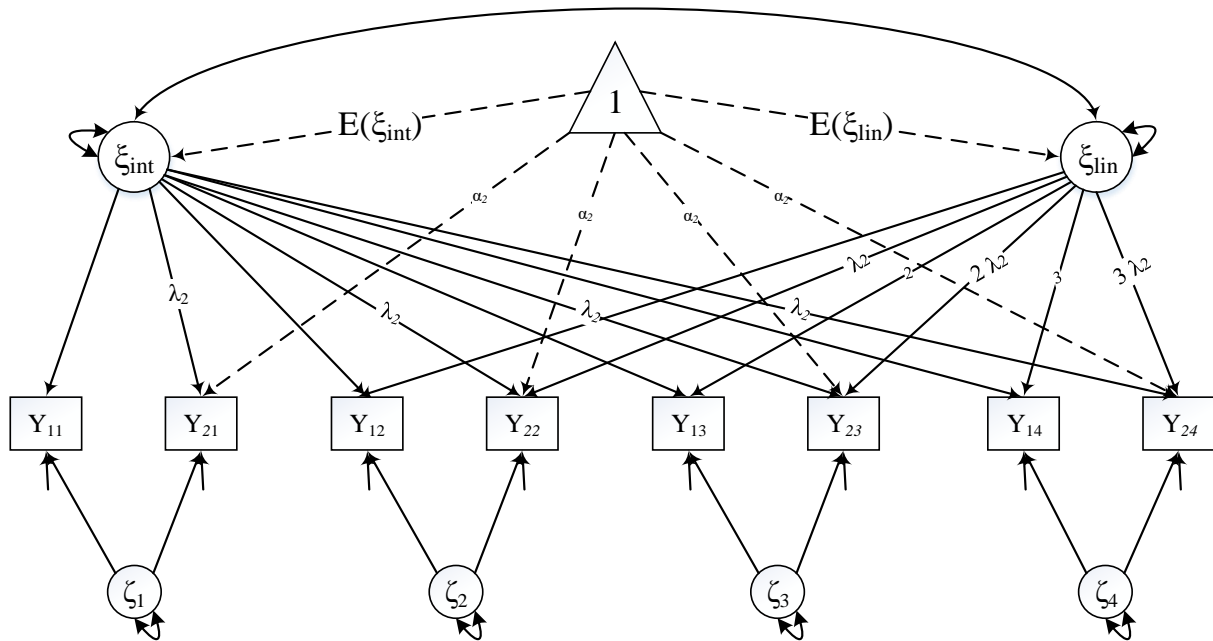 1
E(ξint)
E(ξlin)
ξint
ξlin
α2
α2
α2
α2
λ2
λ2
λ2
λ2
λ2
2
2 λ2
3
3 λ2
Y11
Y21
Y12
Y22
Y13
Y23
Y14
Y24
ζ1
ζ2
ζ3
ζ4